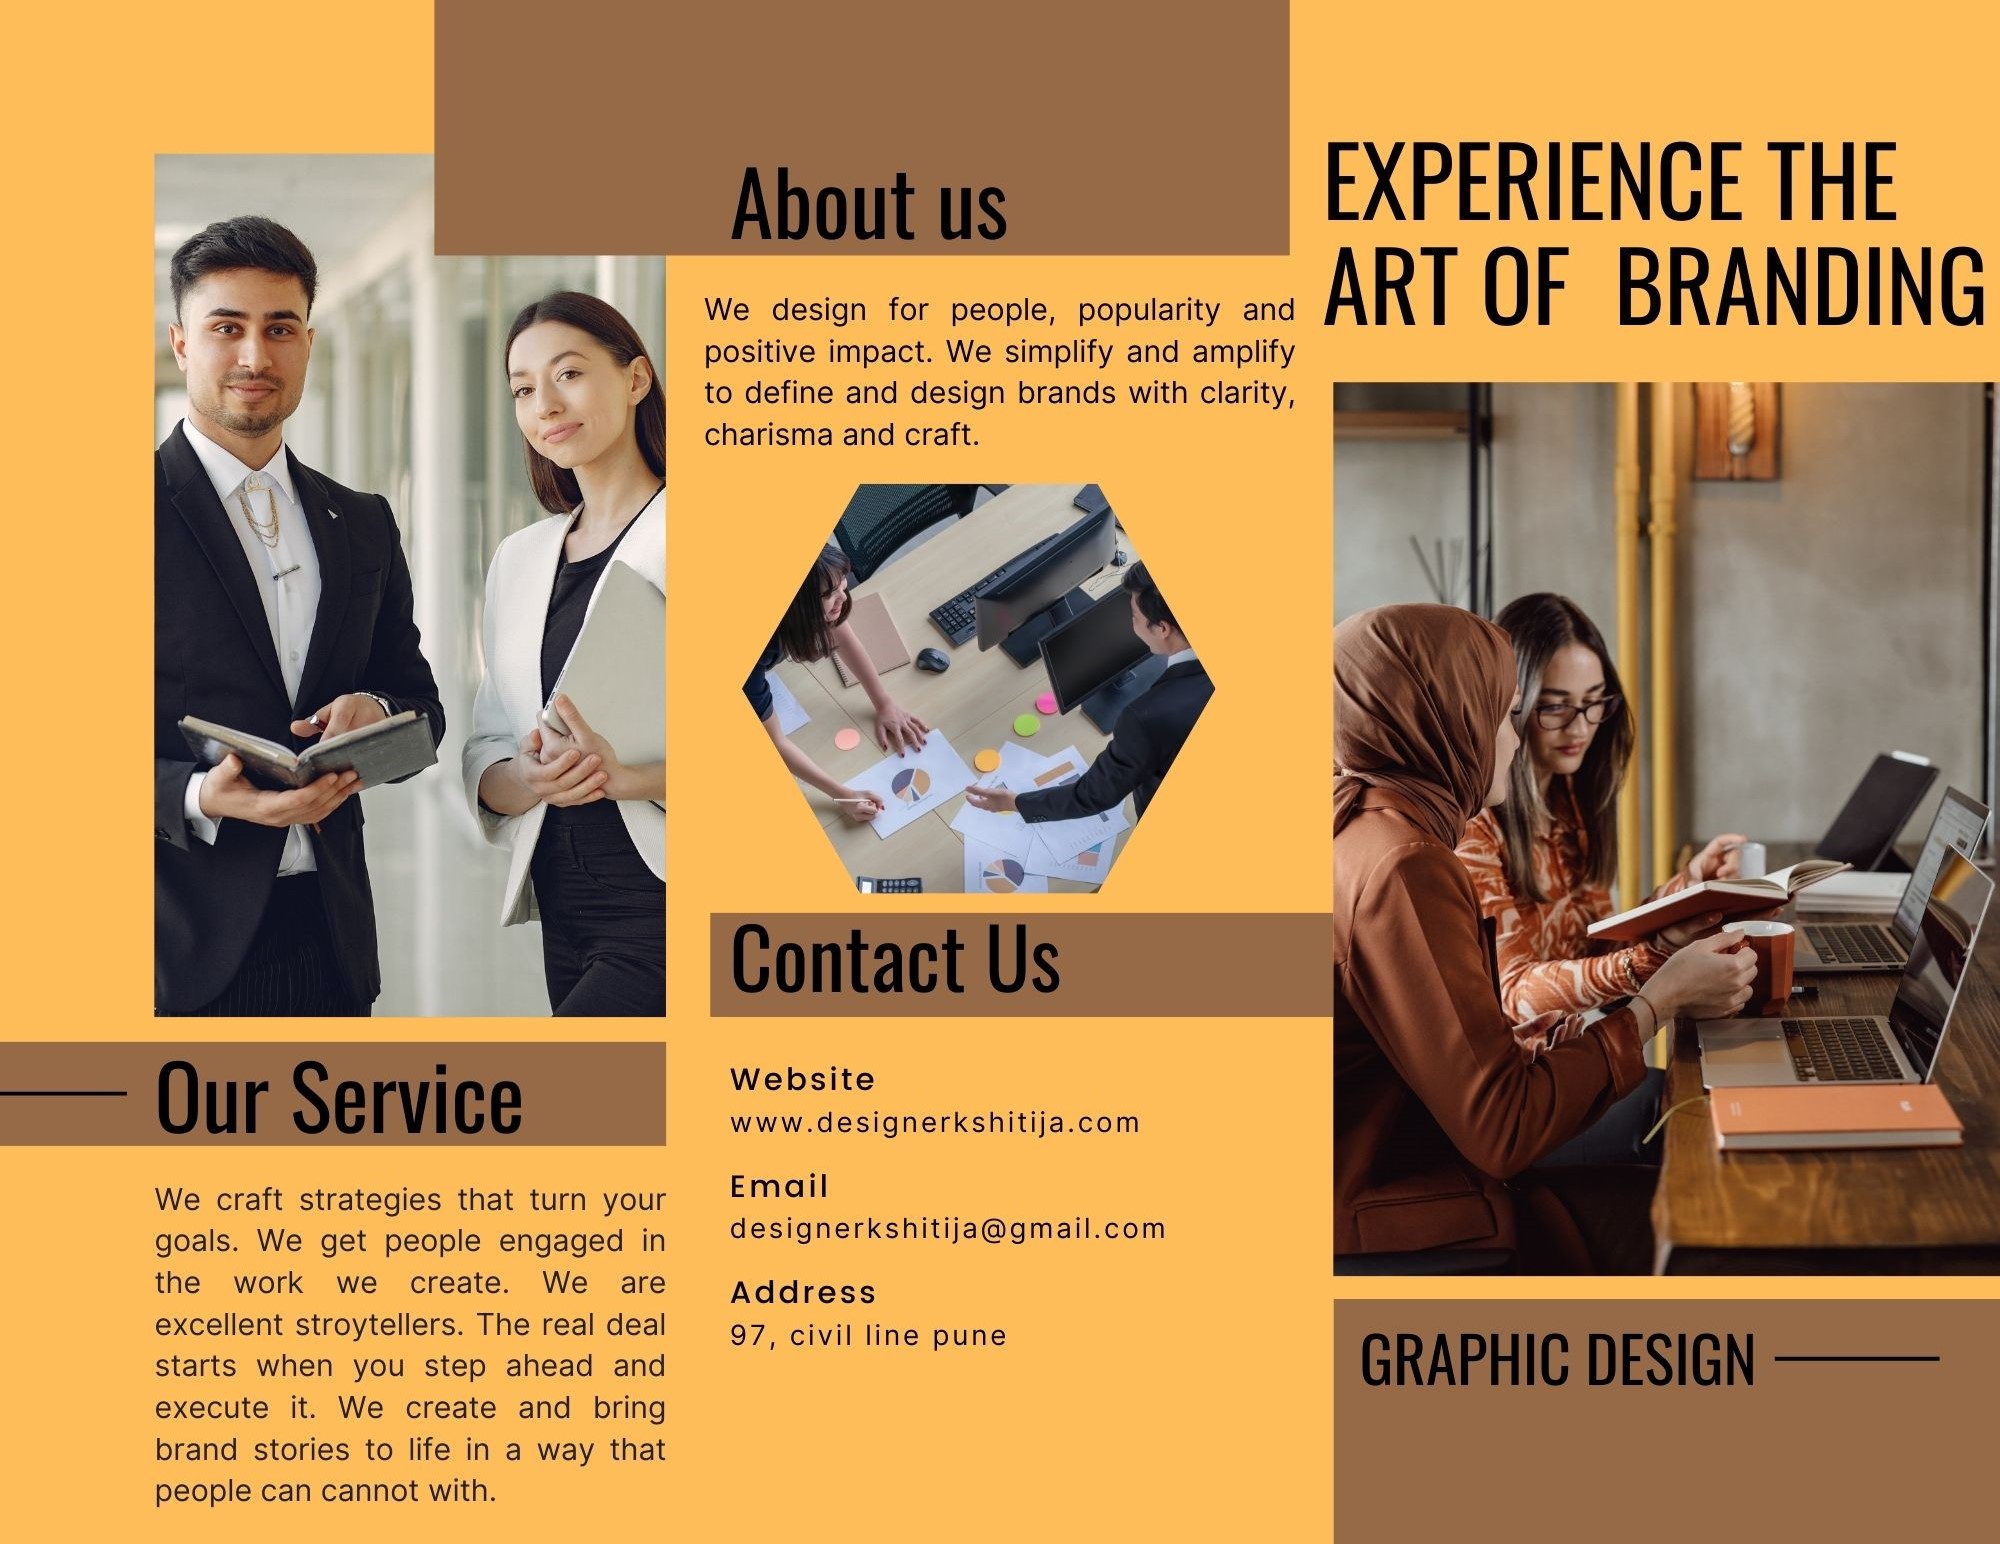 Our Service
We craft strategies that turn your
goals. We get people engaged in
the work we create. We are
excellent stroytellers. The real deal
starts when you step ahead and
execute it. We create and bring
brand stories to life in a way that
people can cannot with.
About us
We design for people, popularity and
positive impact. We simplify and amplify
to define and design brands with clarity,
charisma and craft.
Contact Us
Website
www.designerkshitija.com
Email
designerkshitija@gmail.com
Address
97, civil line pune
EXPERIENCE THE
ART OF BRANDING
GRAPHIC DESIGN